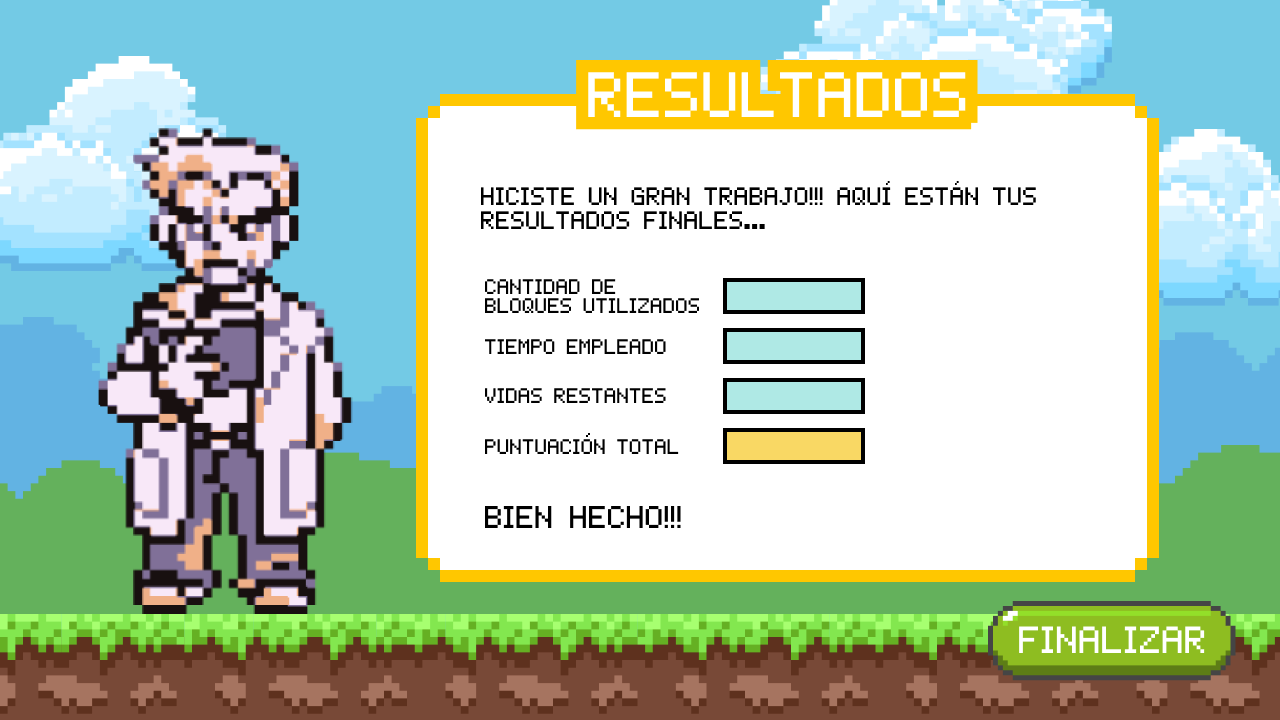 RESULTADOS
HICISTE UN GRAN TRABAJO!!! AQUÍ ESTÁN TUS
RESULTADOS FINALES...
CANTIDAD DE
BLOQUES UTILIZADOS
TIEMPO EMPLEADO
VIDAS RESTANTES
PUNTUACIÓN TOTAL
BIEN HECHO!!!
FINALIZAR